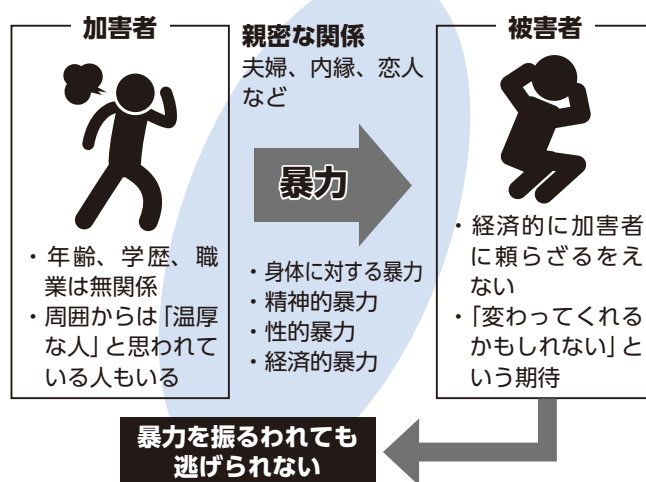 加害者
・年齢、学歴、職
業は無関係
・周囲からは「温厚
な人」と思われて
いる人もいる
親密な関係
夫婦、内縁、恋人
など
暴力
・身体に対する暴力
・精神的暴力
・性的暴力
・経済的暴力
被害者
・経済的に加害者
に頼らざるをえ
ない
・「変わってくれる
かもしれない」と
いう期待
暴力を振るわれても
逃げられない